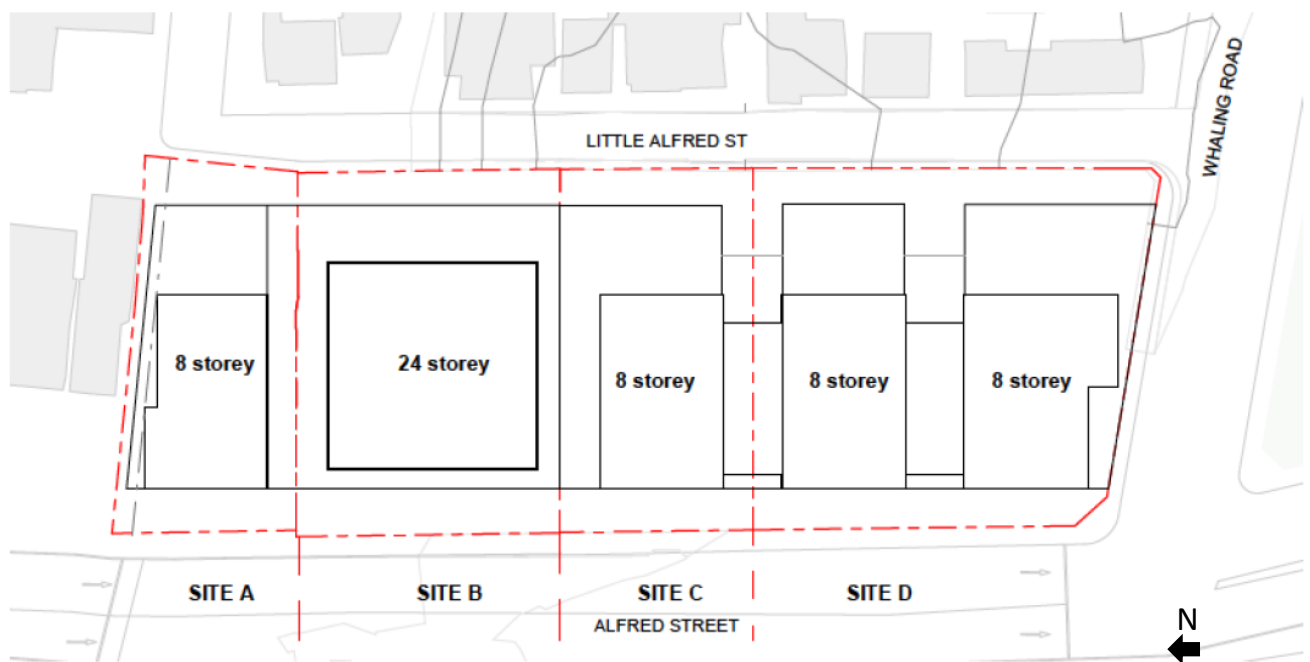 WHALING ROAD
LITTLE ALFRED ST
8 storey
24 storey
8 storey
8 storey
8 storey
SITE A
SITE B
SITE C
SITE D
ALFRED STREET
N